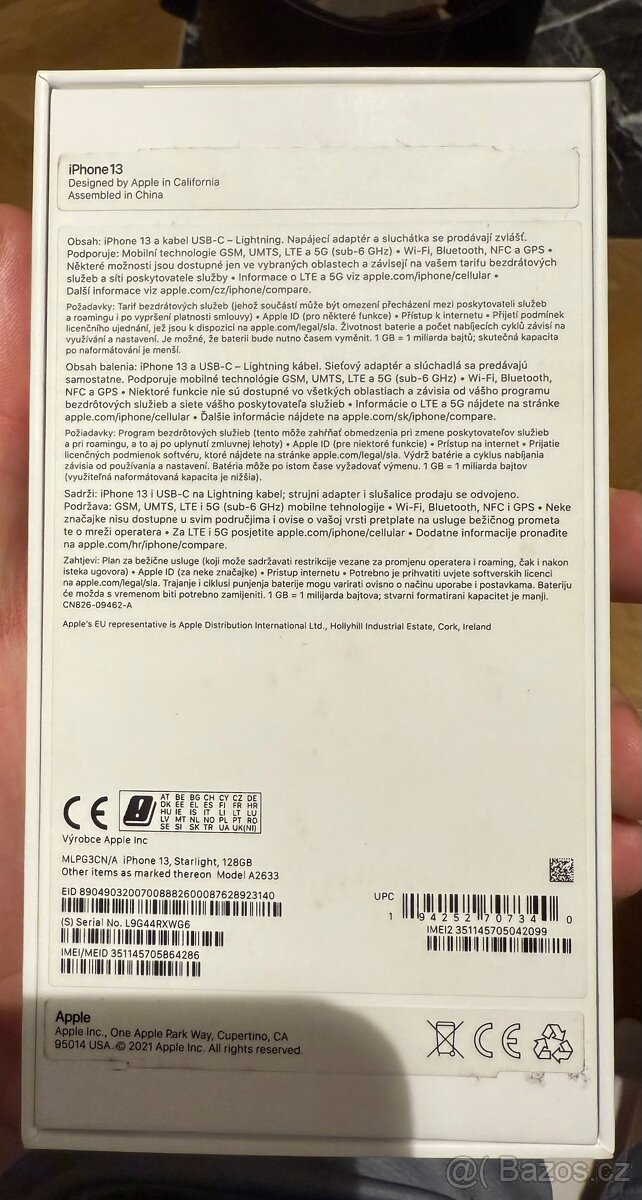 iPhone 13
Designed by Apple in California
Assembled in China
Obsah: iPhone 13 a kabel USB-C – Lightning. Napájecí adaptér a sluchátka se prodávají zvlášť.
Podporuje: Mobilní technologie GSM, UMTS, LTE a 5G (sub-6 GHz) • Wi-Fi, Bluetooth, NFC a GPS •
Některé možnosti jsou dostupné jen ve vybraných oblastech a závisejí na vašem tarifu bezdrátových
služeb a síti poskytovatele služby • Informace o LTE a 5G viz apple.com/iphone/cellular •
Další informace viz apple.com/cz/iphone/compare.
Požadavky: Tarif bezdrátových služeb (jehož součástí může být omezení přecházení mezi poskytovateli služeb
a roamingu i po vypršení platnosti smlouvy) • Apple ID (pro některé funkce) • Přístup k internetu • Přijetí podmínek
licenčního ujednání, jež jsou k dispozici na apple.com/legal/sla. Životnost baterie a počet nabíjecích cyklů závisí na
využívání a nastavení. Je možné, že baterii bude nutno časem vyměnit. 1 GB = 1 miliarda bajtů; skutečná kapacita
po naformátování je menší.
Obsah balenia: iPhone 13 a USB-C – Lightning kábel. Sieťový adaptér a slúchadlá sa predávajú
samostatne. Podporuje mobilné technológie GSM, UMTS, LTE a 5G (sub-6 GHz) • Wi-Fi, Bluetooth,
NFC a GPS • Niektoré funkcie nie sú dostupné vo všetkých oblastiach a závisia od vášho programu
bezdrôtových služieb a siete vášho poskytovateľa služieb • Informácie o LTE a 5G nájdete na stránke
apple.com/iphone/cellular • Ďalšie informácie nájdete na apple.com/sk/iphone/compare.
Požiadavky: Program bezdrôtových služieb (tento môže zahŕňať obmedzenia pri zmene poskytovateľov služieb
a pri roamingu, a to aj po uplynutí zmluvnej lehoty) • Apple ID (pre niektoré funkcie) • Prístup na internet • Prijatie
licenčných podmienok softvéru, ktoré nájdete na stránke apple.com/legal/sla. Výdrž batérie a cyklus nabíjania
závisia od používania a nastavení. Batéria môže po istom čase vyžadovať výmenu. 1 GB = 1 miliarda bajtov
(využiteľná naformátovaná kapacita je nižšia).
Sadrži: iPhone 13 i USB-C na Lightning kabel; strujni adapter i slušalice prodaju se odvojeno.
Podržava: GSM, UMTS, LTE i 5G (sub-6 GHz) mobilne tehnologije • Wi-Fi, Bluetooth, NFC i GPS • Neke
značajke nisu dostupne u svim područjima i ovise o vašoj vrsti pretplate na usluge bežičnog prometa
te o mreži operatera • Za LTE i 5G posjetite apple.com/iphone/cellular • Dodatne informacije pronađite
na apple.com/hr/iphone/compare.
Zahtjevi: Plan za bežične usluge (koji može sadržavati restrikcije vezane za promjenu operatera i roaming, čak i nakon
isteka ugovora) • Apple ID (za neke značajke) • Pristup internetu • Potrebno je prihvatiti uvjete softverskih licenci
na apple.com/legal/sla. Trajanje i ciklusi punjenja baterije mogu varirati ovisno o načinu uporabe i postavkama. Bateriju
će možda s vremenom biti potrebno zamijeniti. 1 GB = 1 milijarda bajtova; stvarni formatirani kapacitet je manji.
CN826-09462-A
Apple's EU representative is Apple Distribution International Ltd., Hollyhill Industrial Estate, Cork, Ireland
CE
AT BE BG CH CY CZ DE
DK EE EL ES FI FR HR
HU IE IS IT LI LT LU
LV MT NL NO PL PT RO
SE SI SK TR UA UK(NI)
Výrobce Apple Inc
MLPG3CN/A iPhone 13, Starlight, 128GB
Other items as marked thereon Model A2633
EID 89049032007008882600087628923140
(S) Serial No. L9G44RXWG6
IMEI/MEID 351145705864286
UPC
1 94252 70734 0
IMEI2 351145705042099
Apple
Apple Inc., One Apple Park Way, Cupertino, CA
95014 USA. © 2021 Apple Inc. All rights reserved.
CE
@( Bazos.cz